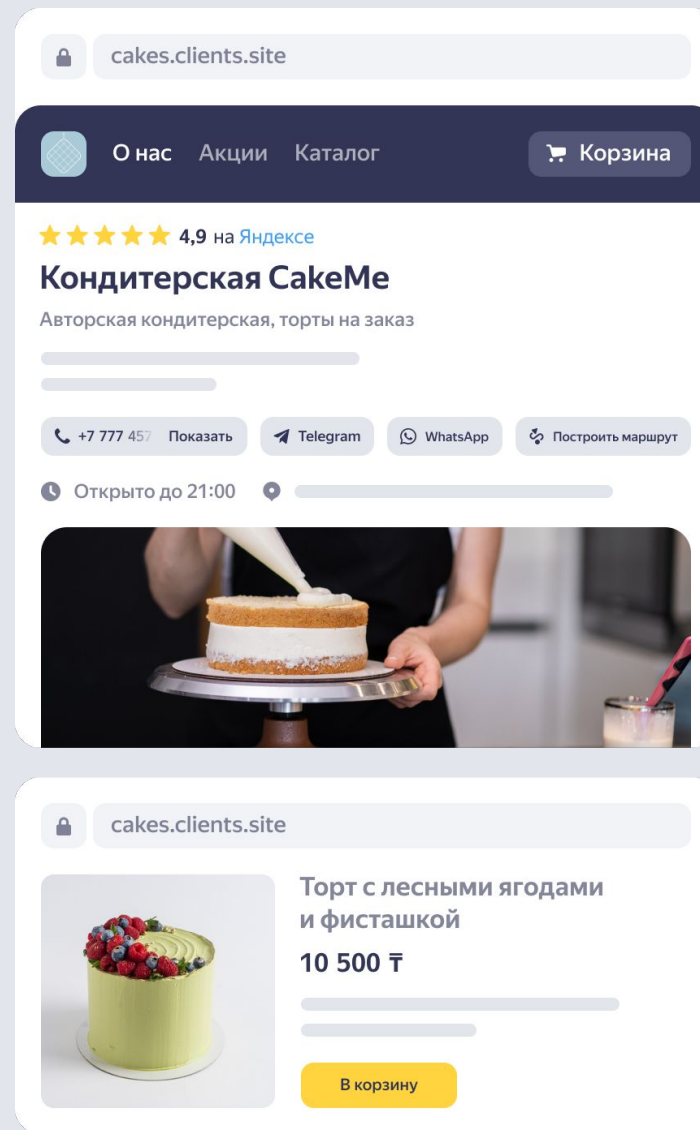 cakes.clients.site
О нас Акции Каталог Корзина
4,9 на Яндексе
Кондитерская CakeMe
Авторская кондитерская, торты на заказ
+7 777 457 Показать Telegram WhatsApp Построить маршрут
Открыто до 21:00
cakes.clients.site
Торт с лесными ягодами
и фисташкой
10 500 ₸
В корзину